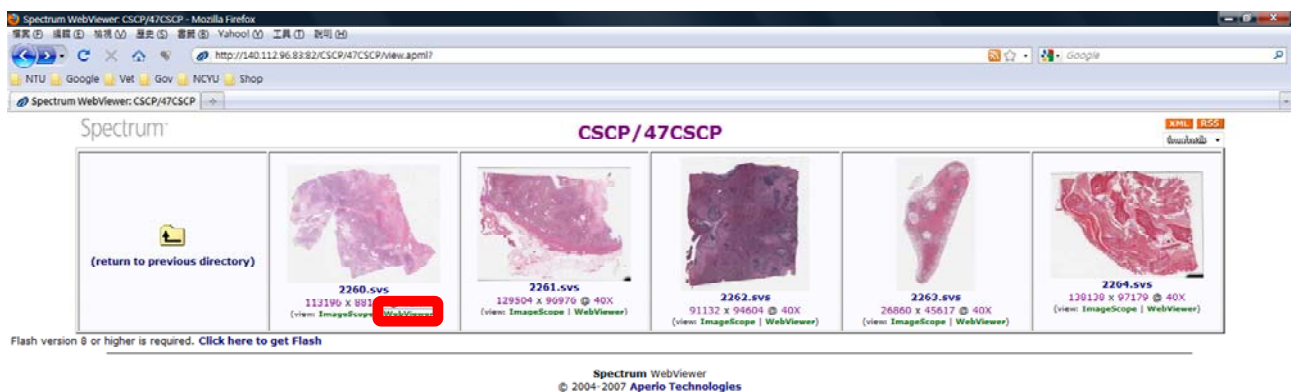 Spectrum WebViewer: CSCP/47CSCP - Mozilla Firefox
檔案(F) 編輯(E) 檢視(V) 歷史(S) 書籤(B) Yahoo!(Y) 工具(T) 說明(H)
http://140.112.96.83:82/CSCP/47CSCP/view.apml?
Google
NTU Google Vet Gov NCYU Shop
Spectrum WebViewer: CSCP/47CSCP
Spectrum
CSCP/47CSCP
XML RSS
thumbnails
(return to previous directory)
2260.svs
113196 x 881
(view: ImageScope | WebViewer)
2261.svs
129504 x 96976 @ 40X
(view: ImageScope | WebViewer)
2262.svs
91132 x 94604 @ 40X
(view: ImageScope | WebViewer)
2263.svs
26860 x 45617 @ 40X
(view: ImageScope | WebViewer)
2264.svs
138138 x 97179 @ 40X
(view: ImageScope | WebViewer)
Flash version 8 or higher is required. Click here to get Flash
Spectrum WebViewer
© 2004-2007 Aperio Technologies